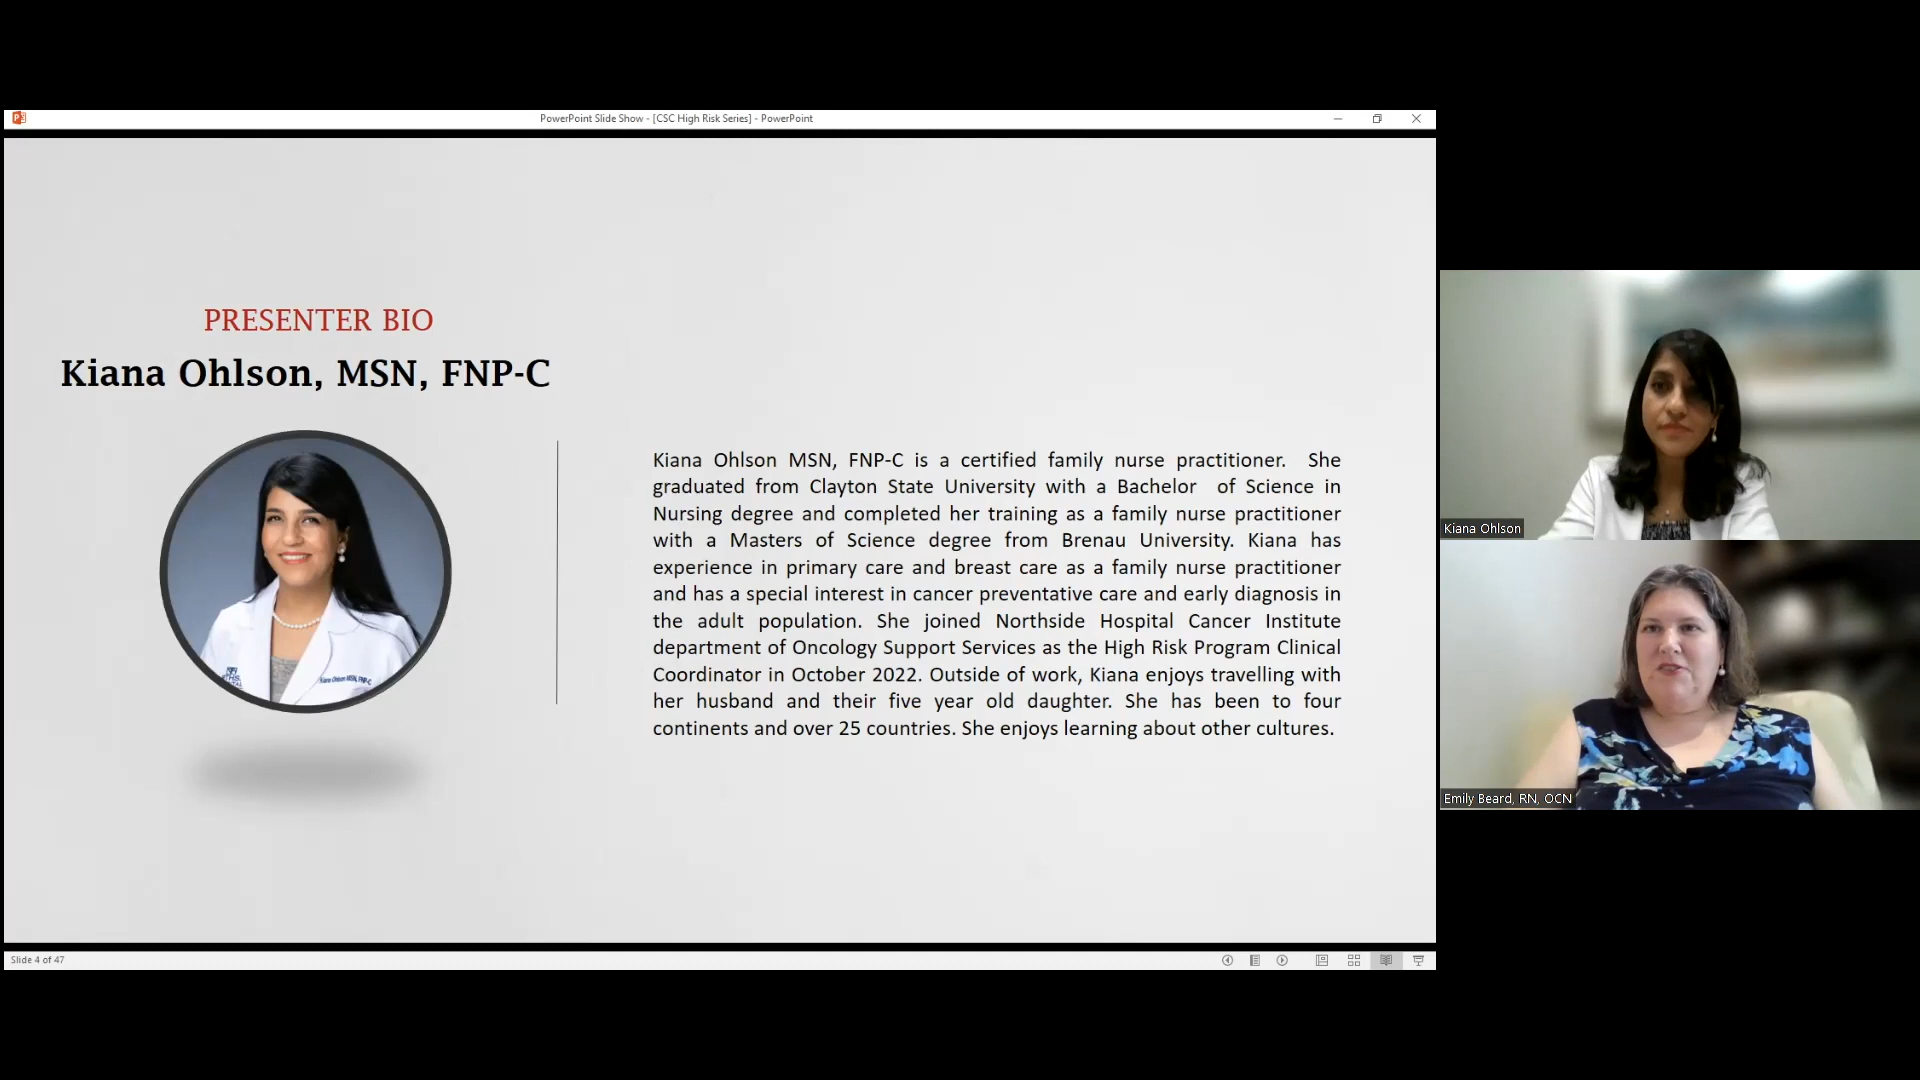 PowerPoint Slide Show - [CSC High Risk Series] - PowerPoint
PRESENTER BIO
Kiana Ohlson, MSN, FNP-C
Kiana Ohlson MSN, FNP-C is a certified family nurse practitioner. She
graduated from Clayton State University with a Bachelor of Science in
Nursing degree and completed her training as a family nurse practitioner
with a Masters of Science degree from Brenau University. Kiana has
experience in primary care and breast care as a family nurse practitioner
and has a special interest in cancer preventative care and early diagnosis in
the adult population. She joined Northside Hospital Cancer Institute
department of Oncology Support Services as the High Risk Program Clinical
Coordinator in October 2022. Outside of work, Kiana enjoys travelling with
her husband and their five year old daughter. She has been to four
continents and over 25 countries. She enjoys learning about other cultures.
Kiana Ohlson MSN, FNP-C
Slide 4 of 47
Kiana Ohlson
Emily Beard, RN, OCN